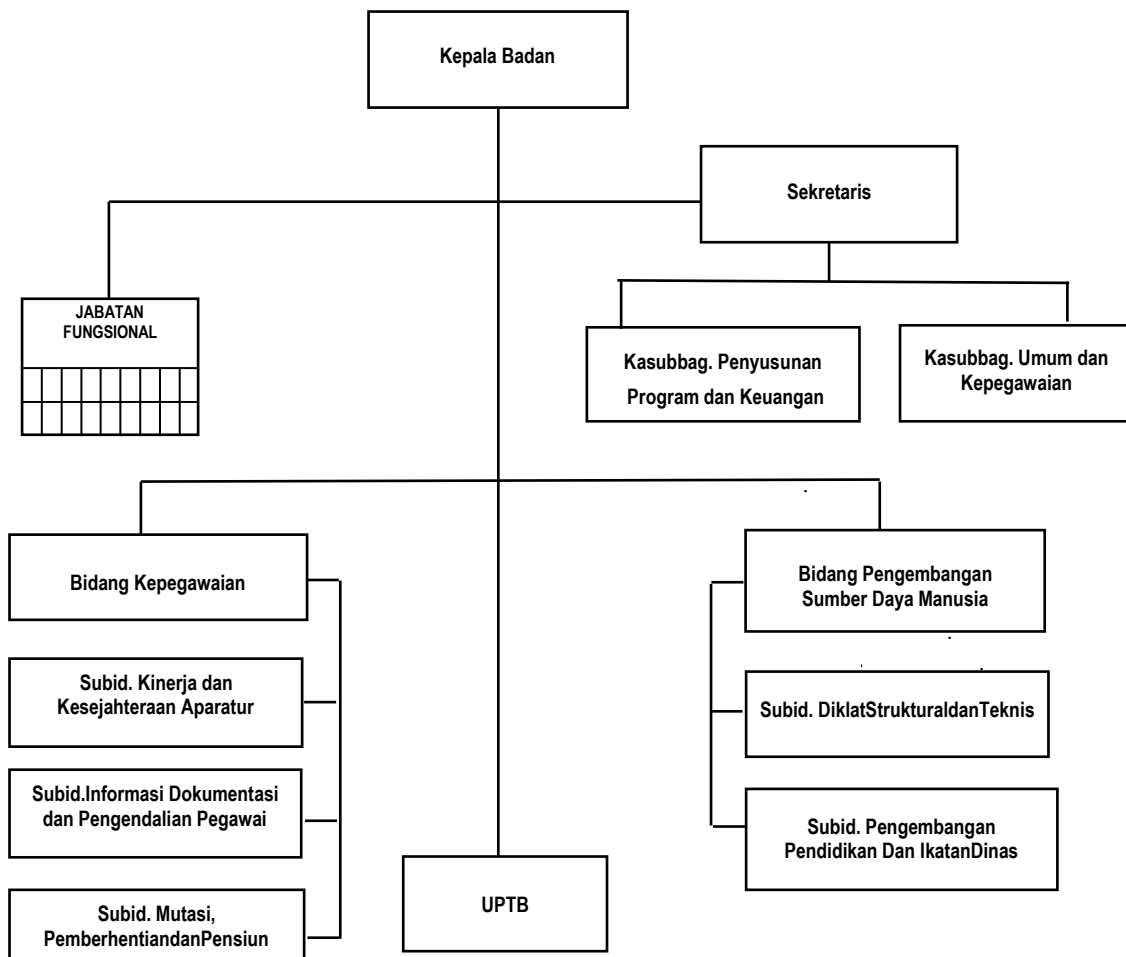 Kepala Badan
Sekretaris
JABATAN
FUNGSIONAL
Kasubbag. Penyusunan
Program dan Keuangan
Kasubbag. Umum dan
Kepegawaian
Bidang Kepegawaian
Bidang Pengembangan
Sumber Daya Manusia
Subid. Kinerja dan
Kesejahteraan Aparatur
Subid. DiklatStrukturaldanTeknis
Subid.Informasi Dokumentasi
dan Pengendalian Pegawai
Subid. Pengembangan
Pendidikan Dan IkatanDinas
UPTB
Subid. Mutasi,
PemberhentiandanPensiun